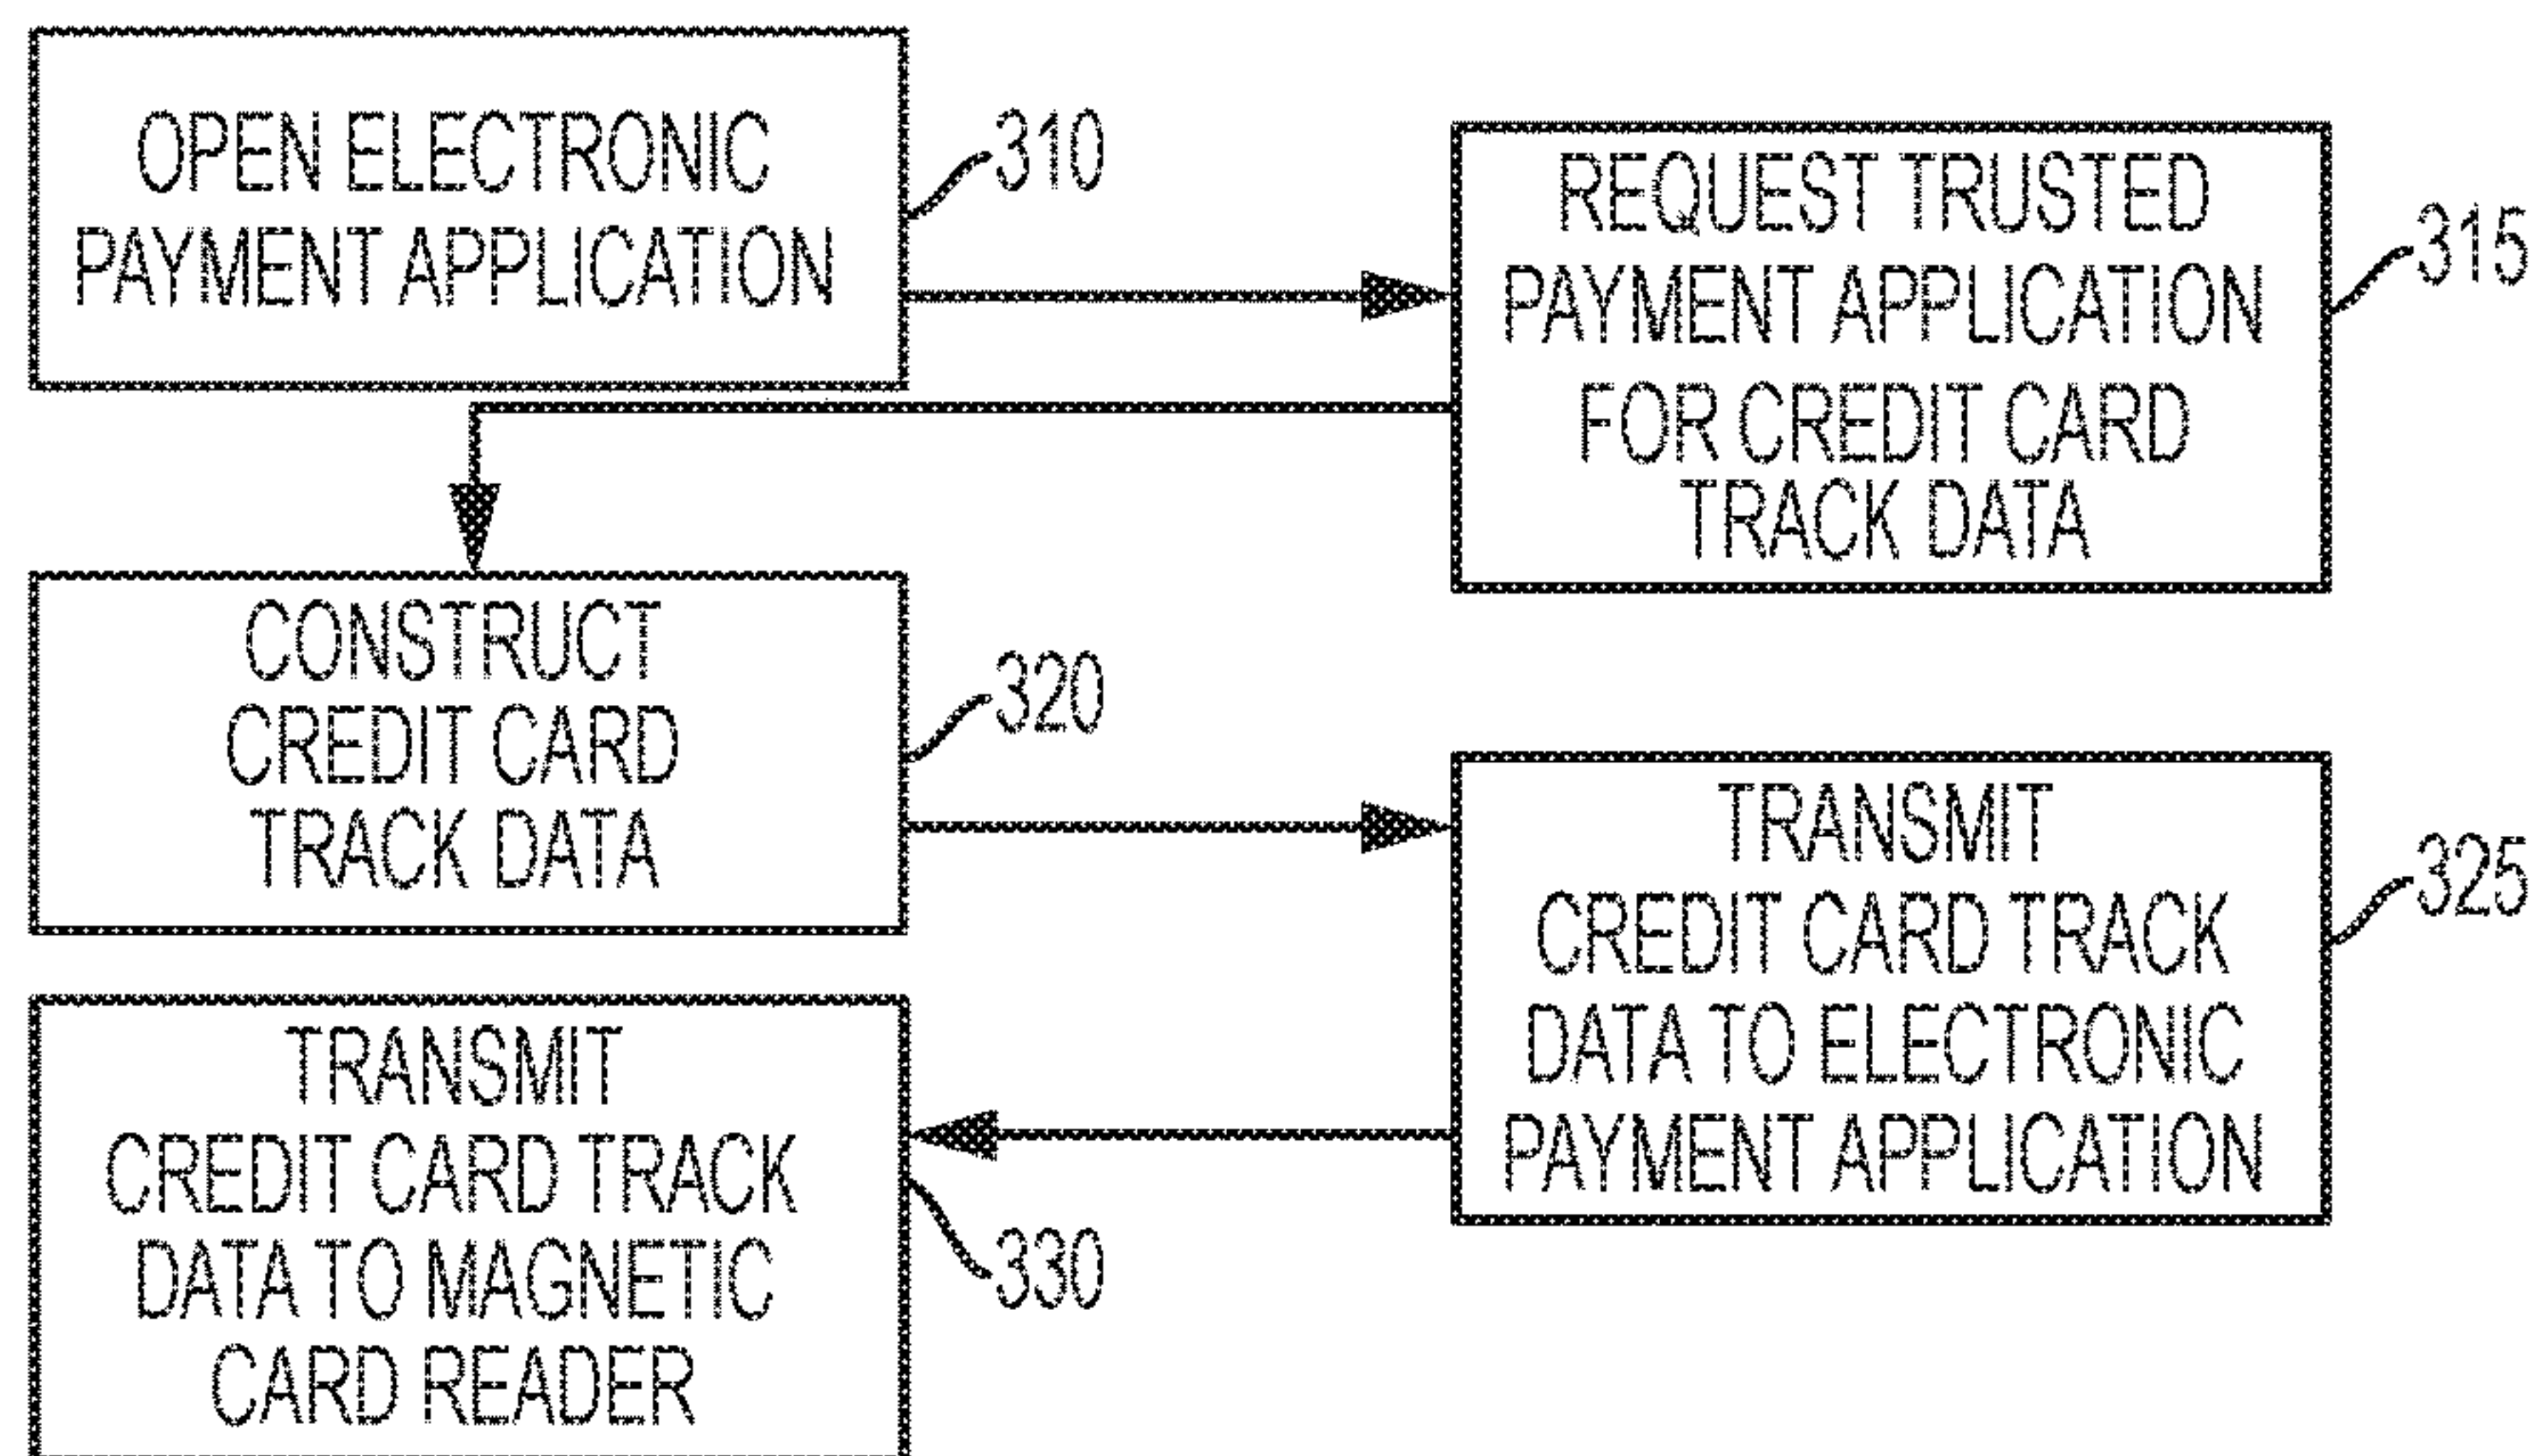 OPEN ELECTRONIC
PAYMENT APPLICATION
310
REQUEST TRUSTED
PAYMENT APPLICATION
FOR CREDIT CARD
TRACK DATA
315
CONSTRUCT
CREDIT CARD
TRACK DATA
320
TRANSMIT
CREDIT CARD TRACK
DATA TO ELECTRONIC
PAYMENT APPLICATION
325
TRANSMIT
CREDIT CARD TRACK
DATA TO MAGNETIC
CARD READER
330